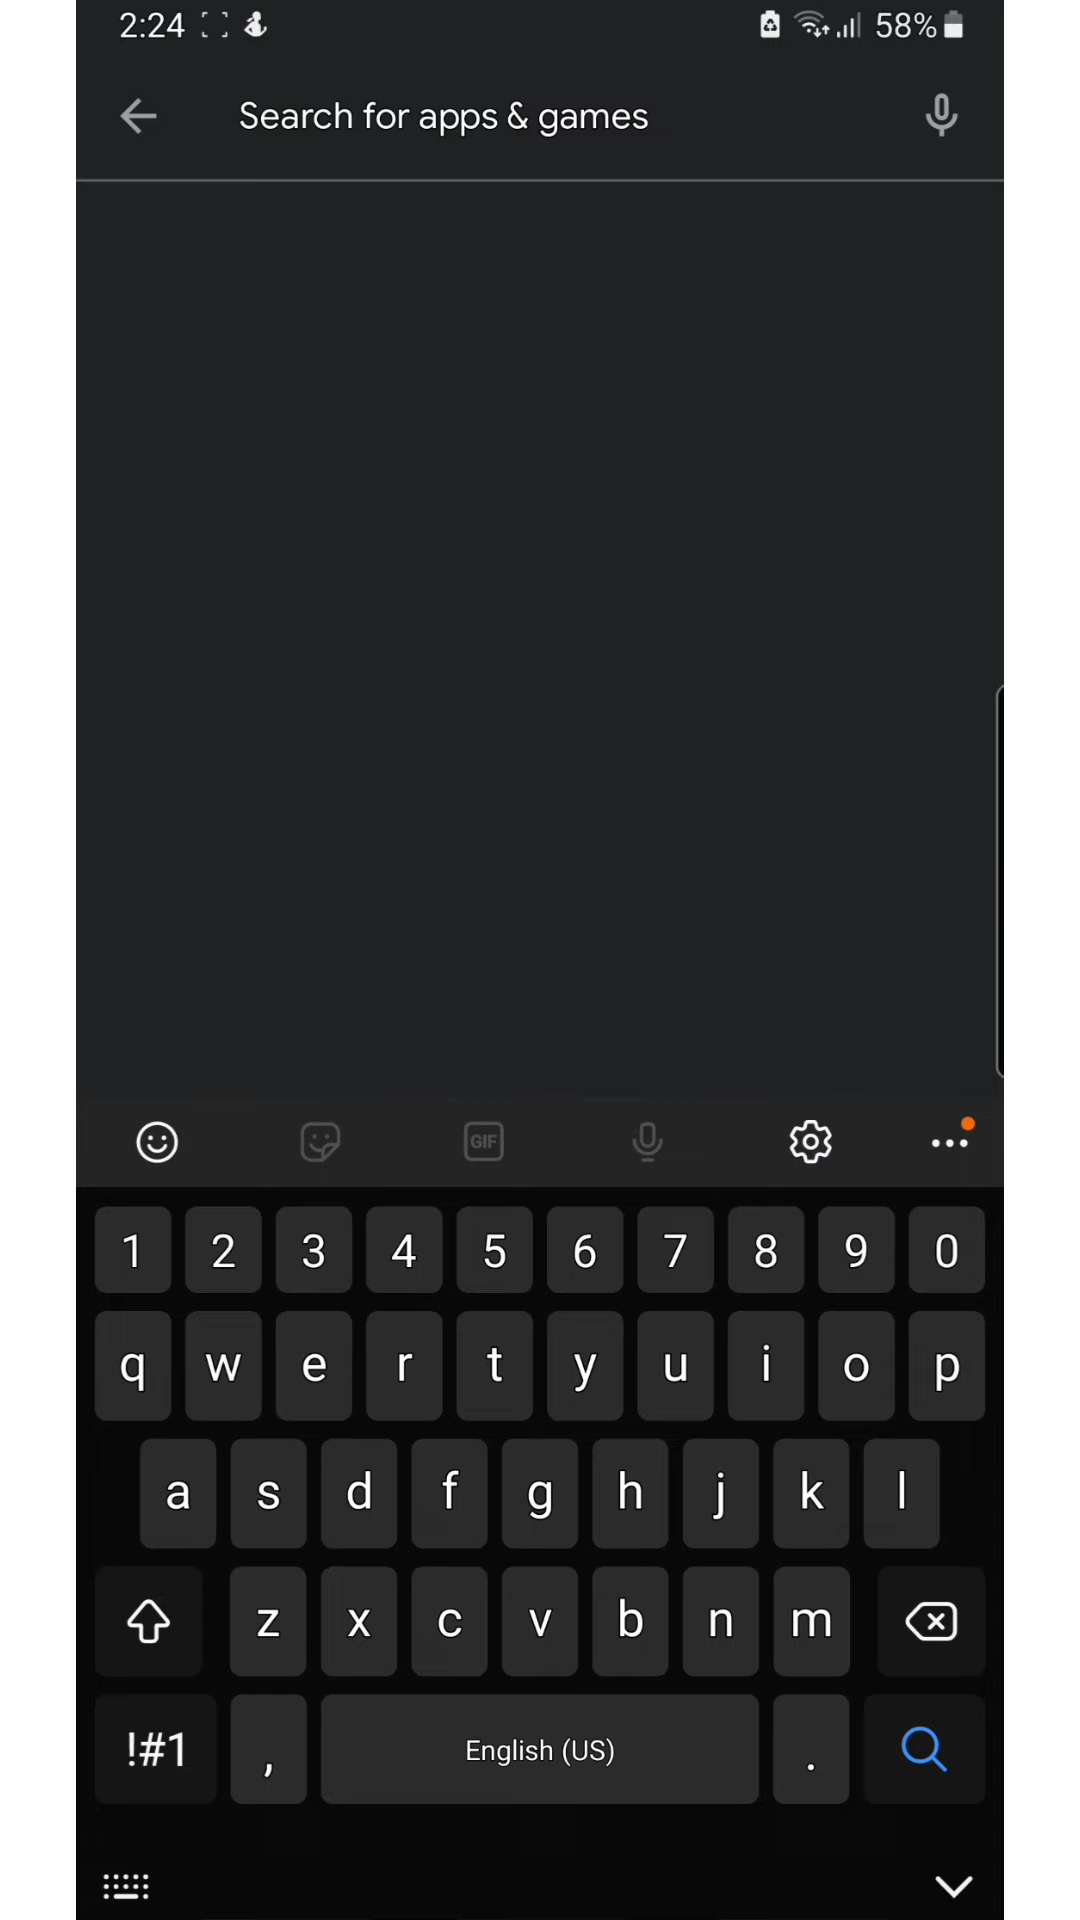 2:24 58%
Search for apps & games
GIF
1 2 3 4 5 6 7 8 9 0
q w e r t y u i o p
a s d f g h j k l
z x c v b n m
!#1 , English (US) .